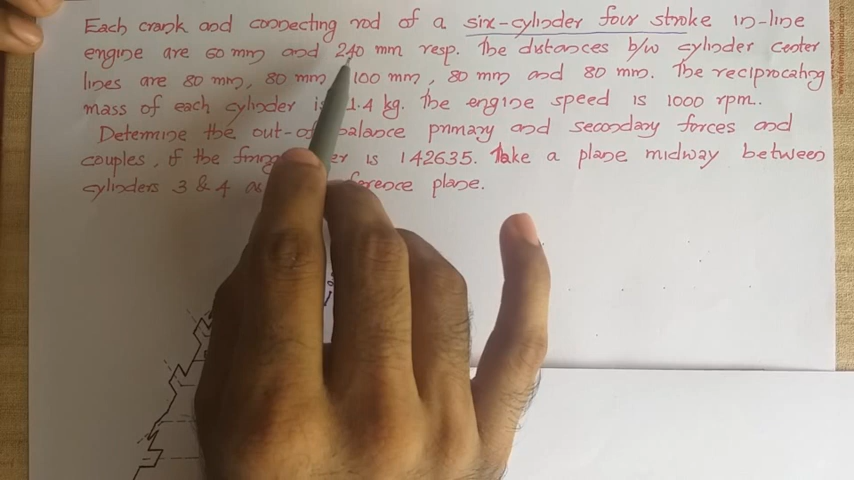 Each crank and connecting rod of a six-cylinder four stroke in-line
engine are 60 mm and 240 mm resp. The distances b/w cylinder center
lines are 80 mm, 80 mm 100 mm, 80 mm and 80 mm. The reciprocating
mass of each cylinder is 1.4 kg. The engine speed is 1000 rpm.
Determine the out-of balance primary and secondary forces and
couples, if the is 142635. Take a plane midway between
cylinders 3 & 4 plane.